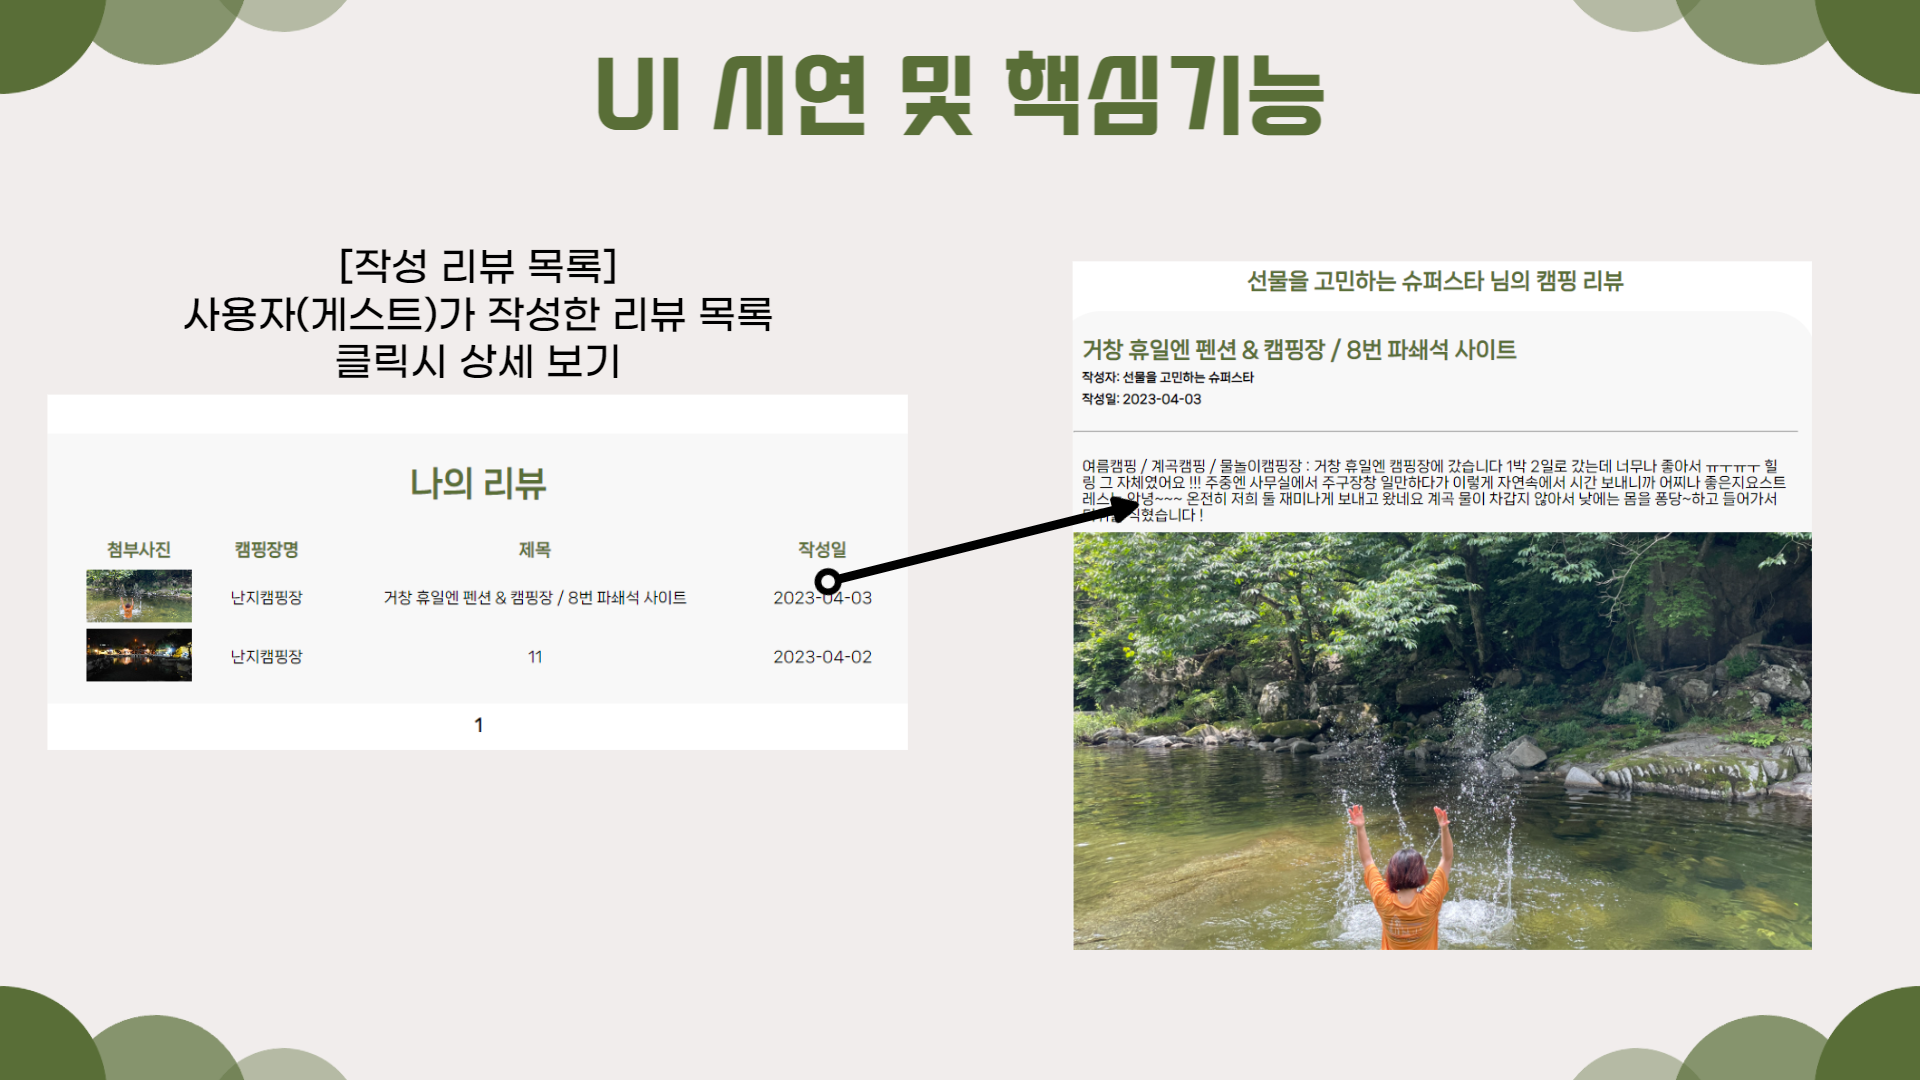 UI 시연 및 핵심기능
[작성 리뷰 목록]
사용자(게스트)가 작성한 리뷰 목록
클릭시 상세 보기
나의 리뷰
첨부사진 캠핑장명 제목 작성일
난지캠핑장 거창 휴일엔 펜션 & 캠핑장 / 8번 파쇄석 사이트 2023-04-03
난지캠핑장 11 2023-04-02
1
선물을 고민하는 슈퍼스타 님의 캠핑 리뷰
거창 휴일엔 펜션 & 캠핑장 / 8번 파쇄석 사이트
작성자: 선물을 고민하는 슈퍼스타
작성일: 2023-04-03
여름캠핑 / 계곡캠핑 / 물놀이캠핑장 : 거창 휴일엔 캠핑장에 갔습니다 1박 2일로 갔는데 너무나 좋아서 ㅠㅜㅠㅜ 힐
링 그 자체였어요 !!! 주중엔 사무실에서 주구장창 일만하다가 이렇게 자연속에서 시간 보내니까 어찌나 좋은지요스트
안녕~~~ 온전히 저희 둘 재미나게 보내고 왔네요 계곡 물이 차갑지 않아서 낮에는 몸을 퐁당~하고 들어가서
식혔습니다 !